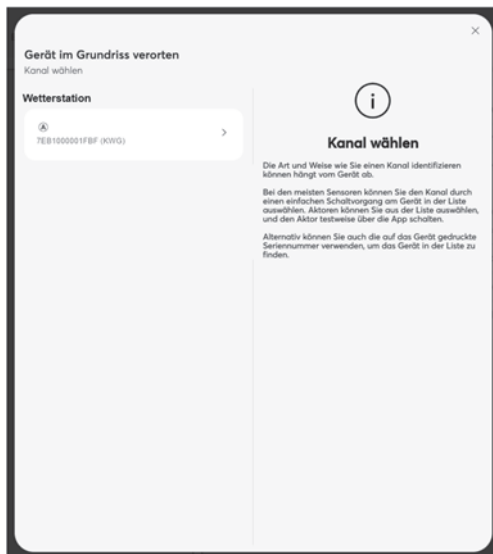 Gerät im Grundriss verorten
Kanal wählen
Wetterstation
A
7EB1000001FBF (KWG)
i
Kanal wählen
Die Art und Weise wie Sie einen Kanal identifizieren
können hängt vom Gerät ab.
Bei den meisten Sensoren können Sie den Kanal durch
einen einfachen Schaltvorgang am Gerät in der Liste
auswählen. Aktoren können Sie aus der Liste auswählen,
und den Aktor testweise über die App schalten.
Alternativ können Sie auch die auf das Gerät gedruckte
Seriennummer verwenden, um das Gerät in der Liste zu
finden.